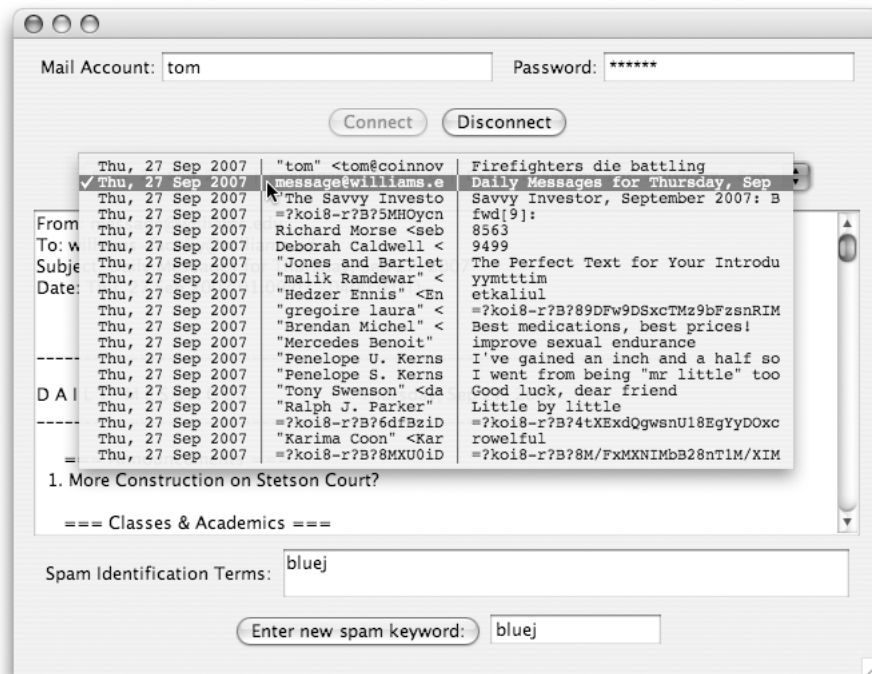 Mail Account: tom Password: ******
Connect Disconnect
Thu, 27 Sep 2007 | "tom" <tom@coinnov | Firefighters die battling
✓ Thu, 27 Sep 2007 | message@williams.e | Daily Messages for Thursday, Sep
Thu, 27 Sep 2007 | "The Savvy Investo | Savvy Investor, September 2007: B
Thu, 27 Sep 2007 | =?koi8-r?B?5MHOycn | fwd[9]:
Thu, 27 Sep 2007 | Richard Morse <seb | 8563
Thu, 27 Sep 2007 | Deborah Caldwell < | 9499
Thu, 27 Sep 2007 | "Jones and Bartlet | The Perfect Text for Your Introdu
Thu, 27 Sep 2007 | "malik Ramdewar" < | yymtttim
Thu, 27 Sep 2007 | "Hedzer Ennis" <En | etkaliul
Thu, 27 Sep 2007 | "gregoire laura" < | =?koi8-r?B?89DFw9DSxcTMz9bFzsnRIM
Thu, 27 Sep 2007 | "Brendan Michel" < | Best medications, best prices!
Thu, 27 Sep 2007 | "Mercedes Benoit" | improve sexual endurance
Thu, 27 Sep 2007 | "Penelope U. Kerns | I've gained an inch and a half so
Thu, 27 Sep 2007 | "Penelope S. Kerns | I went from being "mr little" too
Thu, 27 Sep 2007 | "Tony Swenson" <da | Good luck, dear friend
Thu, 27 Sep 2007 | "Ralph J. Parker" | Little by little
Thu, 27 Sep 2007 | =?koi8-r?B?6dfBziD | =?koi8-r?B?4tXExdQgwsnU18EgYyDOxc
Thu, 27 Sep 2007 | "Karima Coon" <Kar | rowelful
Thu, 27 Sep 2007 | =?koi8-r?B?8MXU0iD | =?koi8-r?B?8M/FxMXNIMbB28nT1M/XIM
From
To: w
Subje
Date:
-----
D A I
-----
1. More Construction on Stetson Court?
=== Classes & Academics ===
Spam Identification Terms: bluej
Enter new spam keyword: bluej